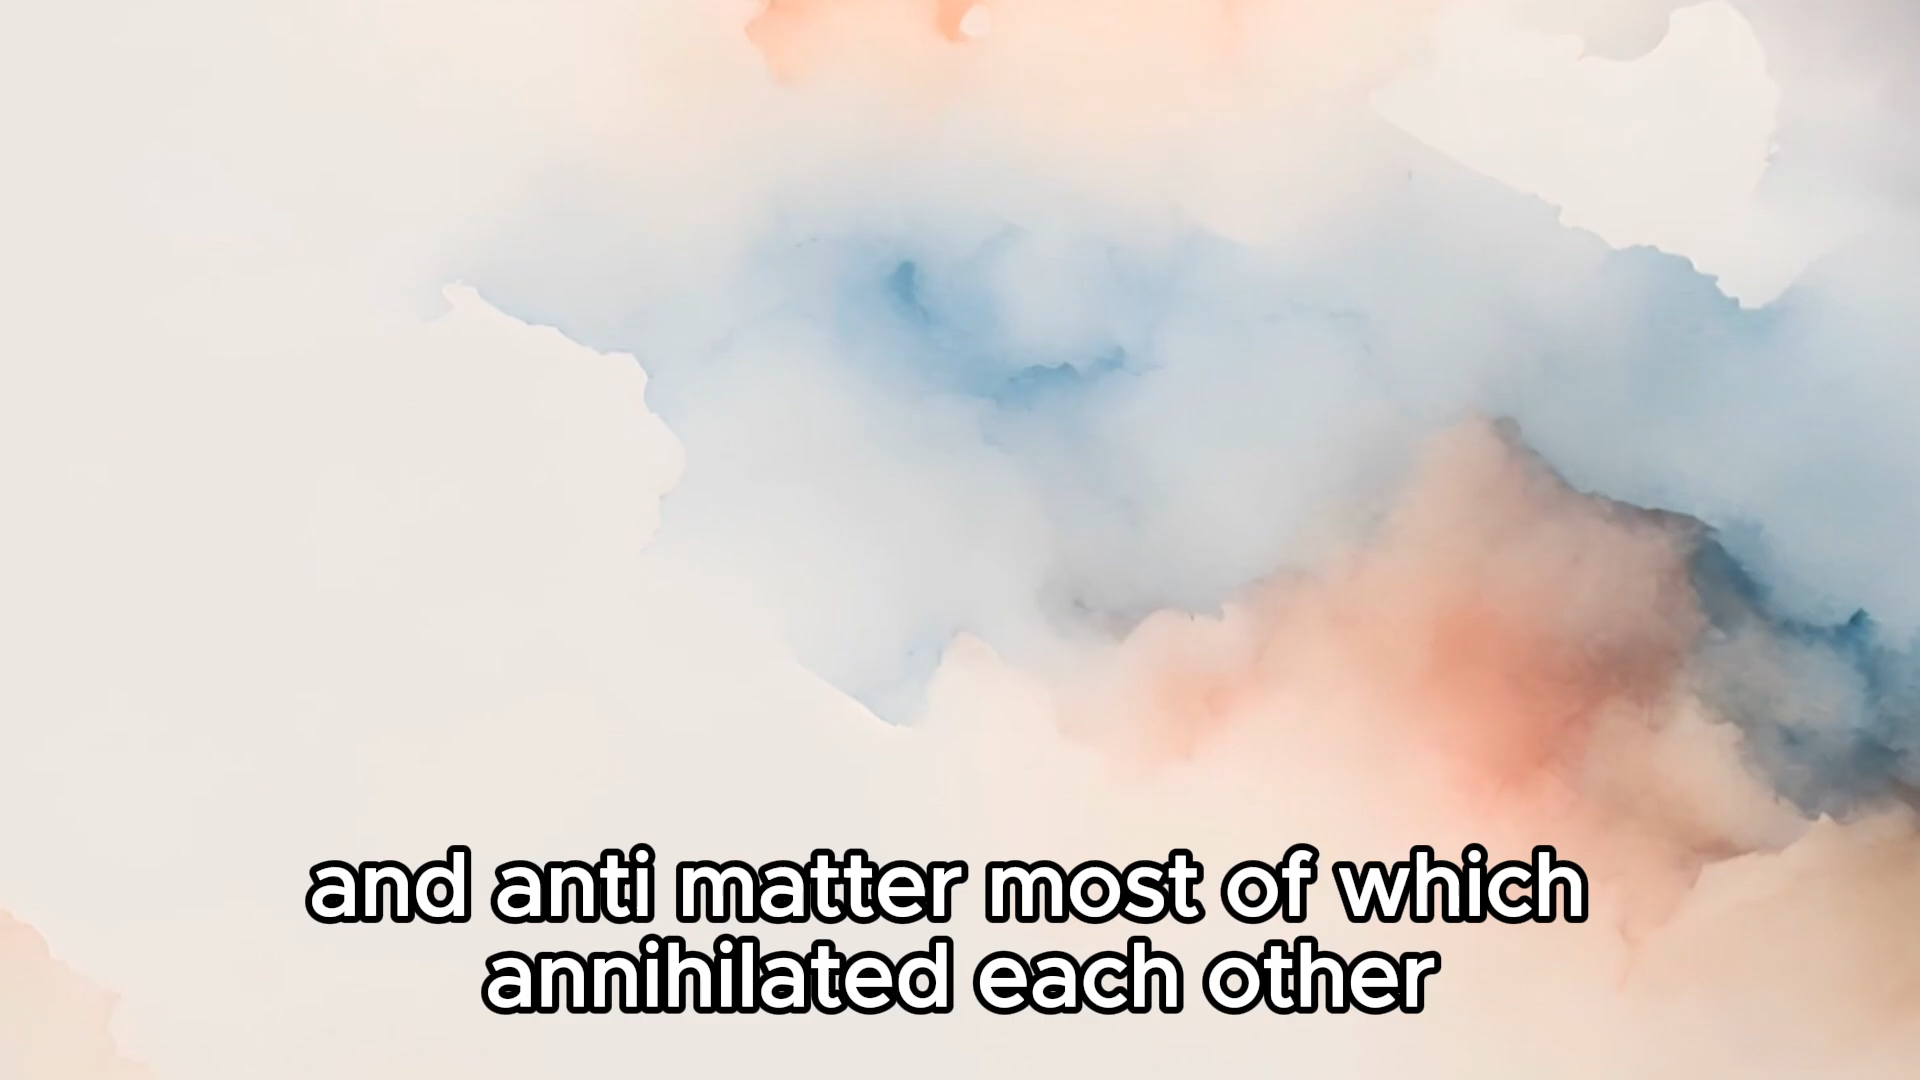 and anti matter most of which
annihilated each other